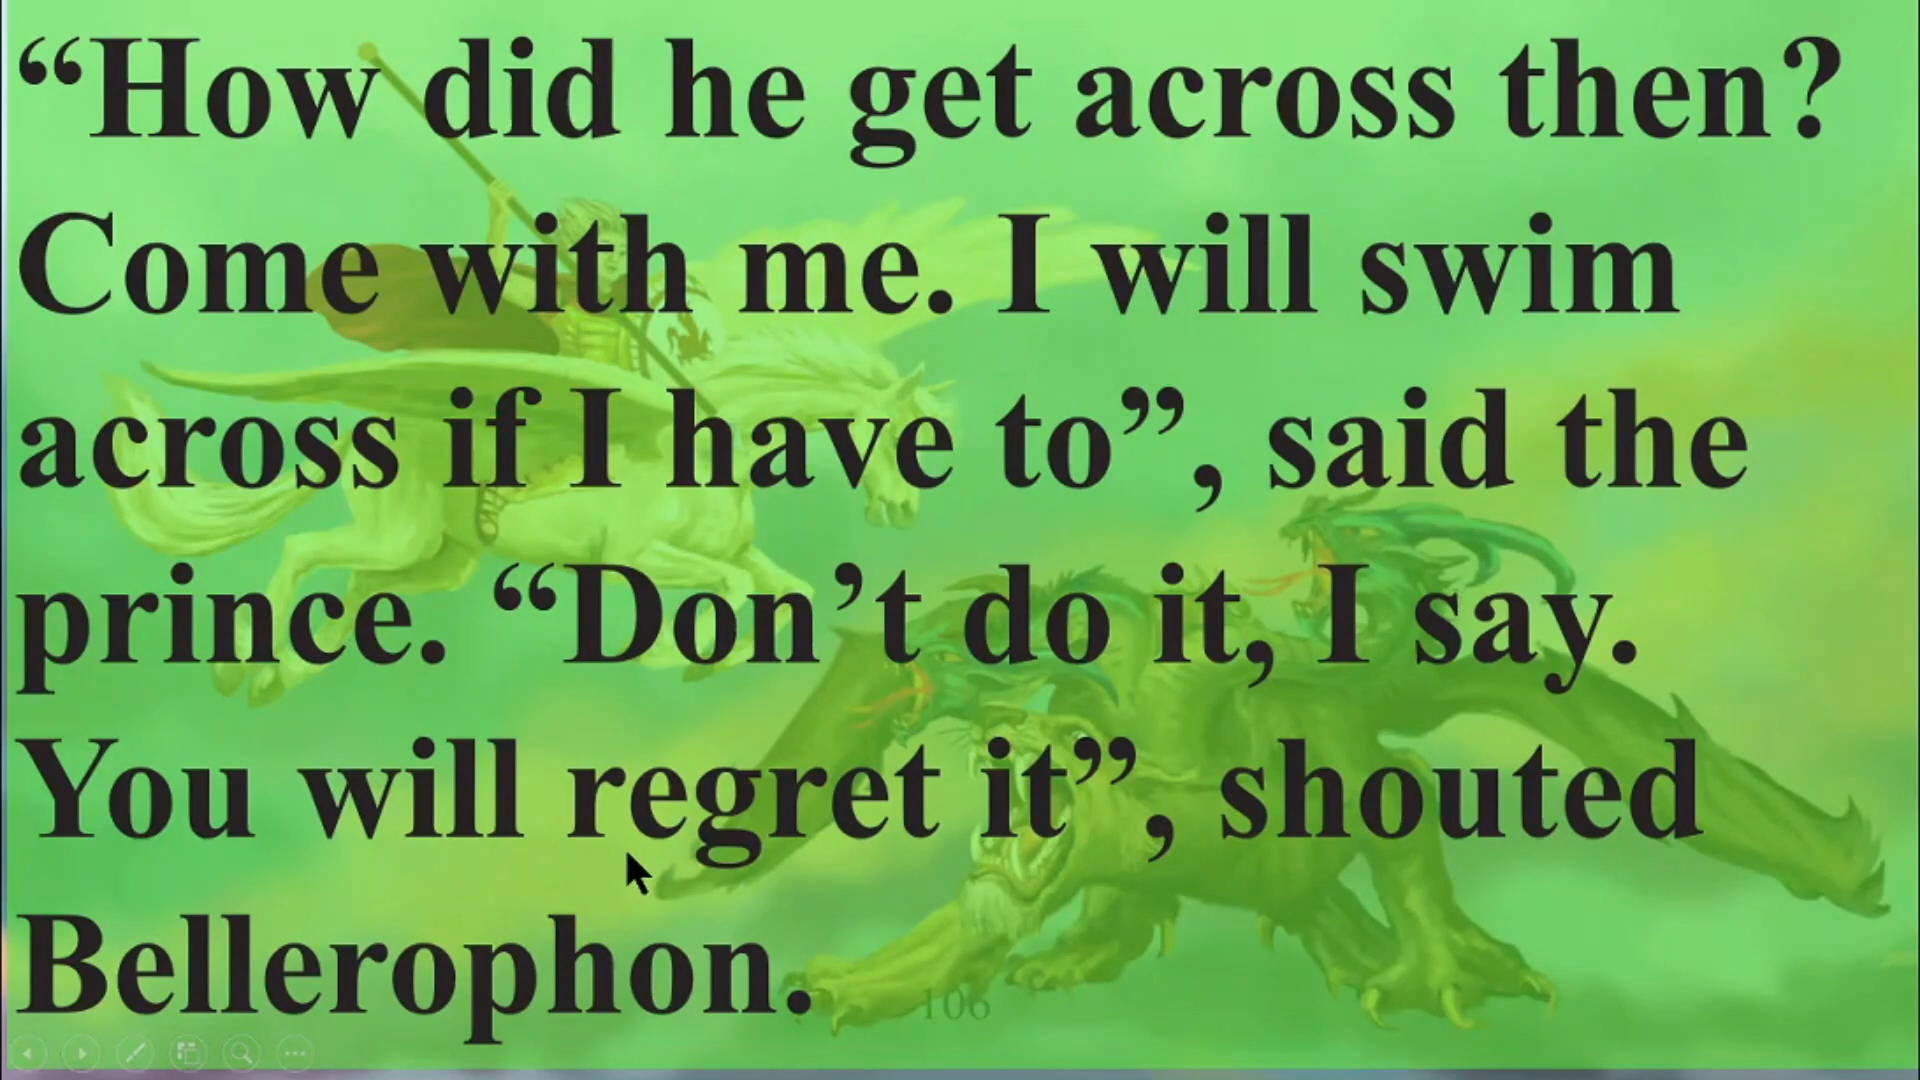 “How did he get across then?
Come with me. I will swim
across if I have to”, said the
prince. “Don’t do it, I say.
You will regret it”, shouted
Bellerophon.
106